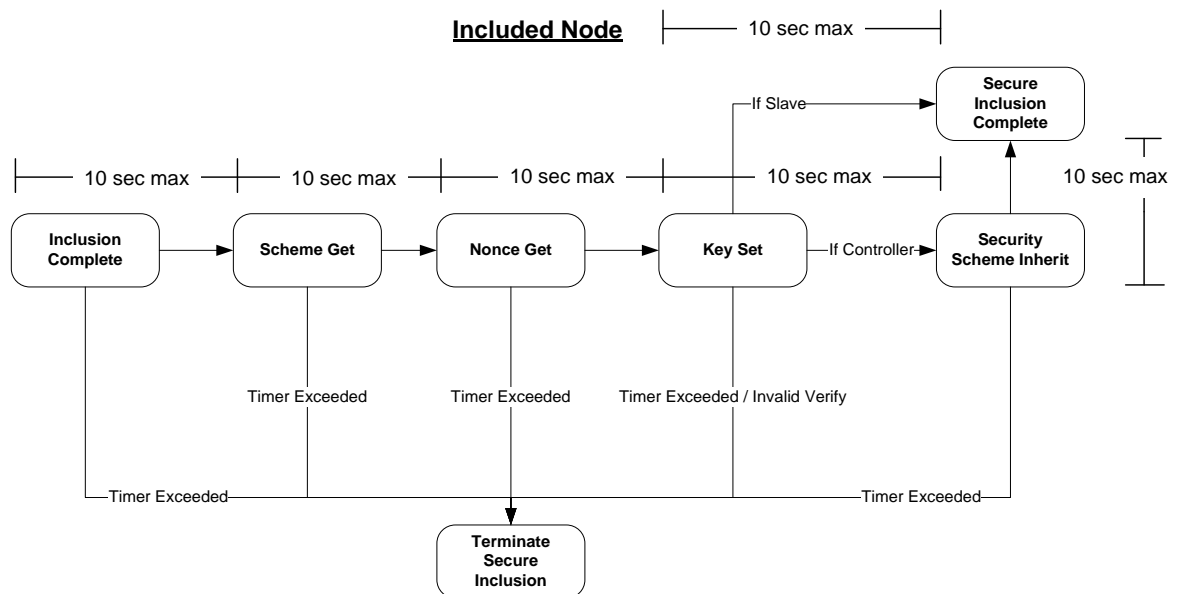 Included Node
10 sec max
Secure
Inclusion
Complete
If Slave
10 sec max
10 sec max
10 sec max
10 sec max
10 sec max
Inclusion
Complete
Scheme Get
Nonce Get
Key Set
If Controller
Security
Scheme Inherit
Timer Exceeded
Timer Exceeded
Timer Exceeded / Invalid Verify
Timer Exceeded
Timer Exceeded
Terminate
Secure
Inclusion